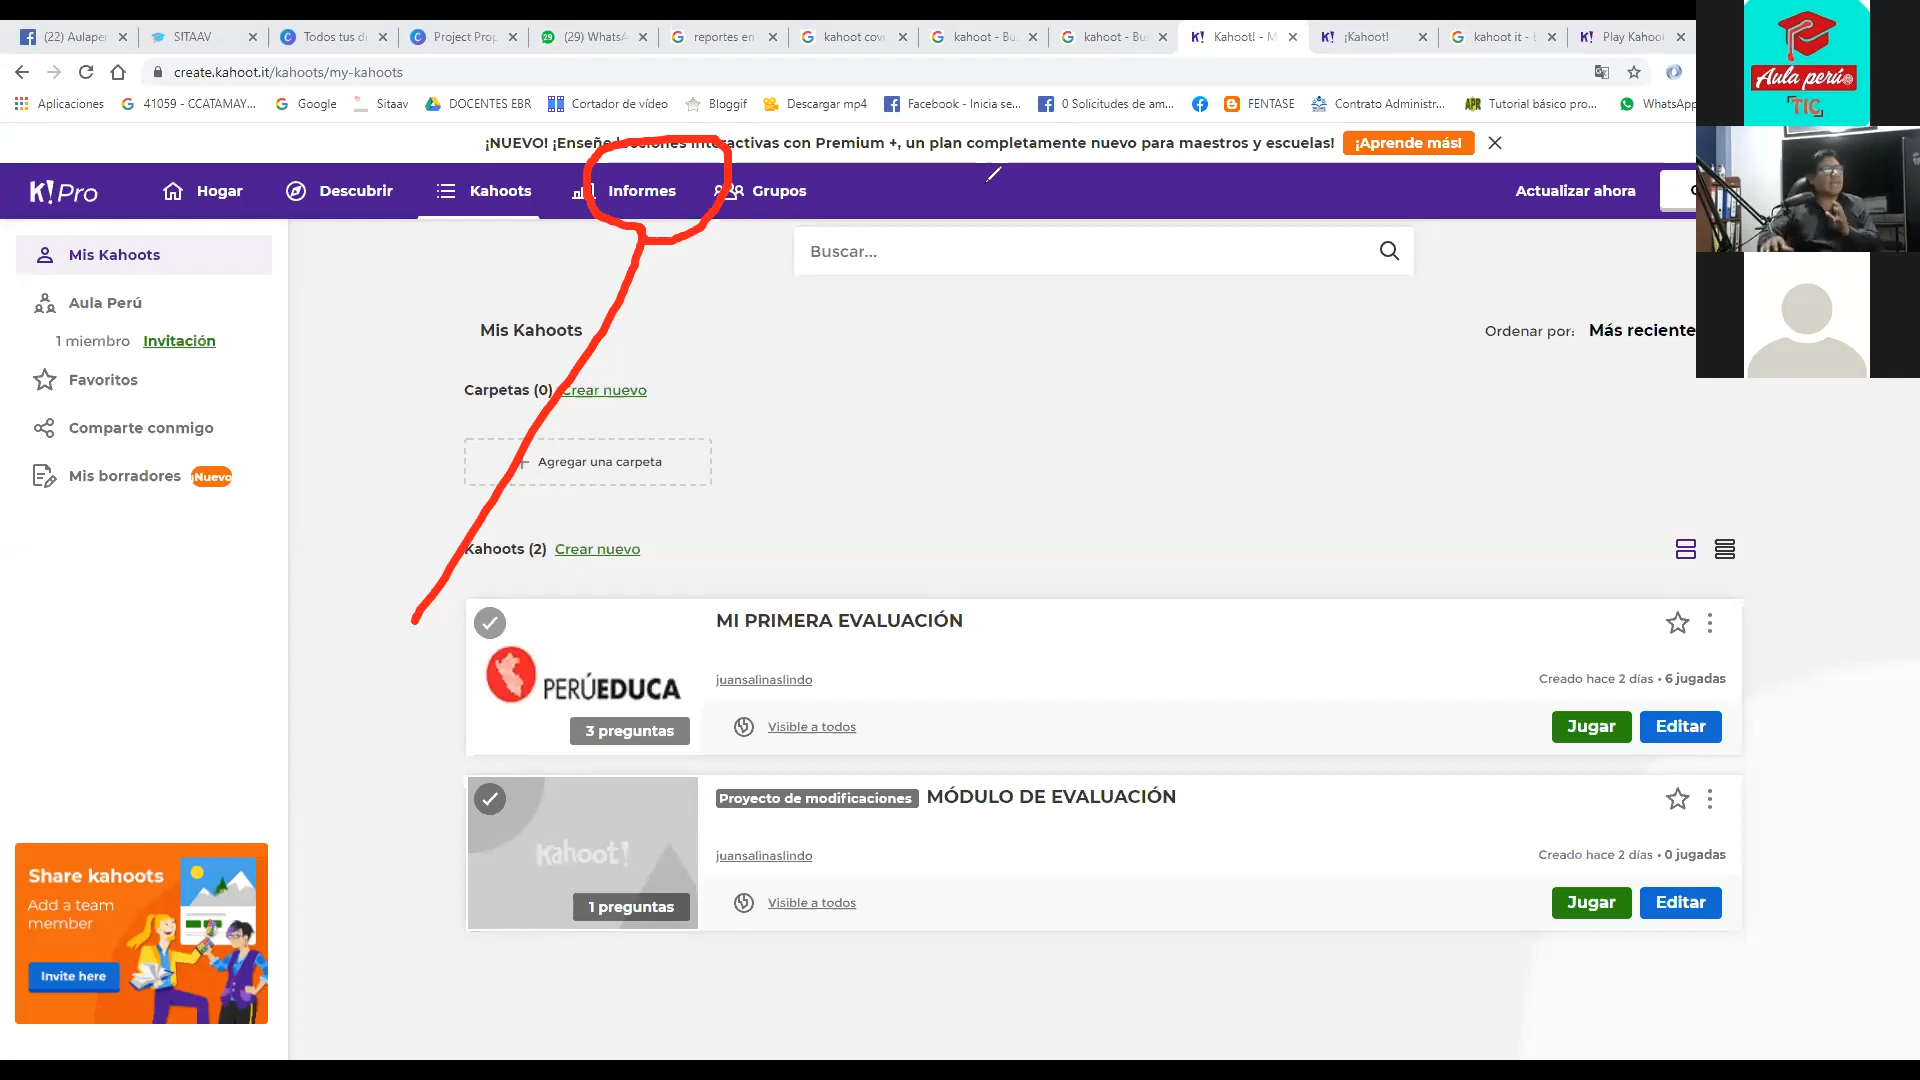 (22) Aulaper
SITAAV
Todos tus di
Project Prop
(29) WhatsA
reportes en
kahoot cov
kahoot - Bu
kahoot - Bu
Kahoot! - M
¡Kahoot!
kahoot it - B
Play Kahoot
create.kahoot.it/kahoots/my-kahoots
Aplicaciones
41059 - CCATAMAY...
Google
Sitaav
DOCENTES EBR
Cortador de vídeo
Bloggif
Descargar mp4
Facebook - Inicia se...
0 Solicitudes de am...
FENTASE
Contrato Administr...
Tutorial básico pro...
WhatsApp
Aula perú
TIC
¡NUEVO! ¡Enseñe lecciones interactivas con Premium +, un plan completamente nuevo para maestros y escuelas!
¡Aprende más!
K! Pro
Hogar
Descubrir
Kahoots
Informes
Grupos
Actualizar ahora
Mis Kahoots
Aula Perú
1 miembro Invitación
Favoritos
Comparte conmigo
Mis borradores ¡Nuevo
Buscar...
Mis Kahoots
Ordenar por: Más reciente
Carpetas (0) Crear nuevo
+ Agregar una carpeta
Kahoots (2) Crear nuevo
MI PRIMERA EVALUACIÓN
PERÚEDUCA
3 preguntas
juansalinaslindo
Creado hace 2 días • 6 jugadas
Visible a todos
Jugar
Editar
Proyecto de modificaciones MÓDULO DE EVALUACIÓN
Kahoot!
1 preguntas
juansalinaslindo
Creado hace 2 días • 0 jugadas
Visible a todos
Jugar
Editar
Share kahoots
Add a team
member
Invite here